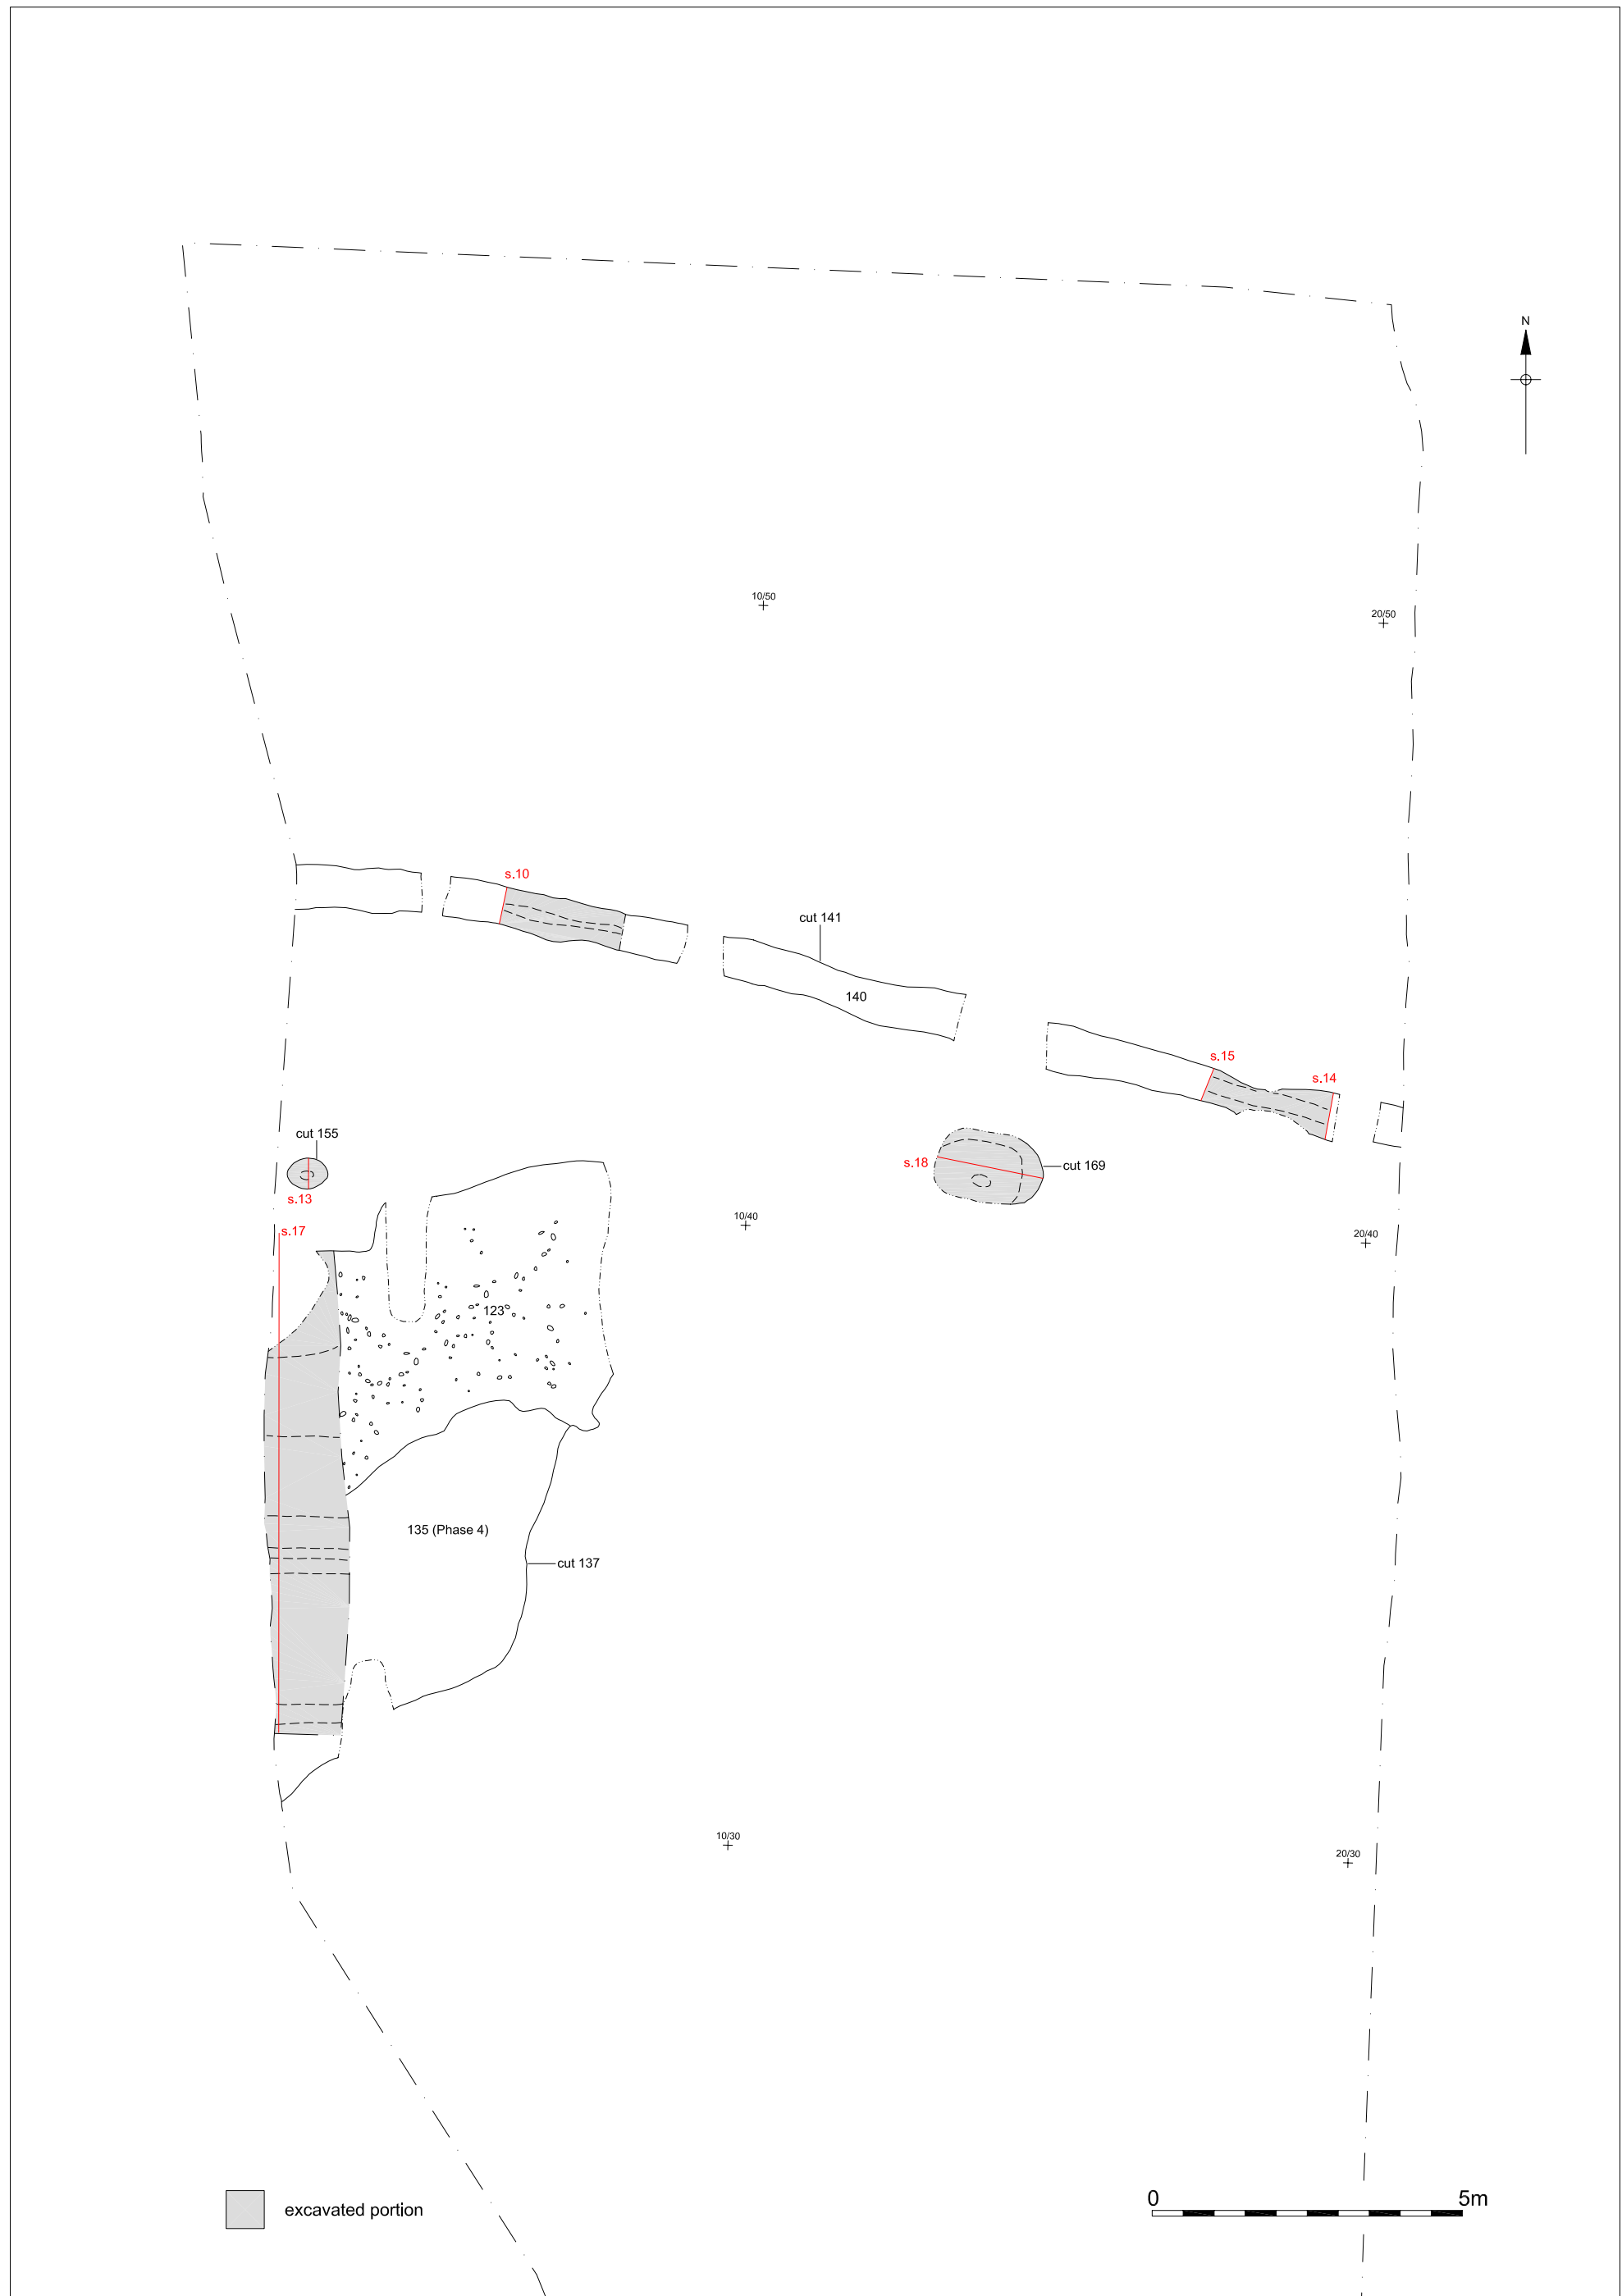 N
10/50
20/50
s.10
cut 141
140
s.15
s.14
cut 155
s.13
s.18
cut 169
s.17
10/40
20/40
123
135 (Phase 4)
cut 137
10/30
20/30
excavated portion
0 5m